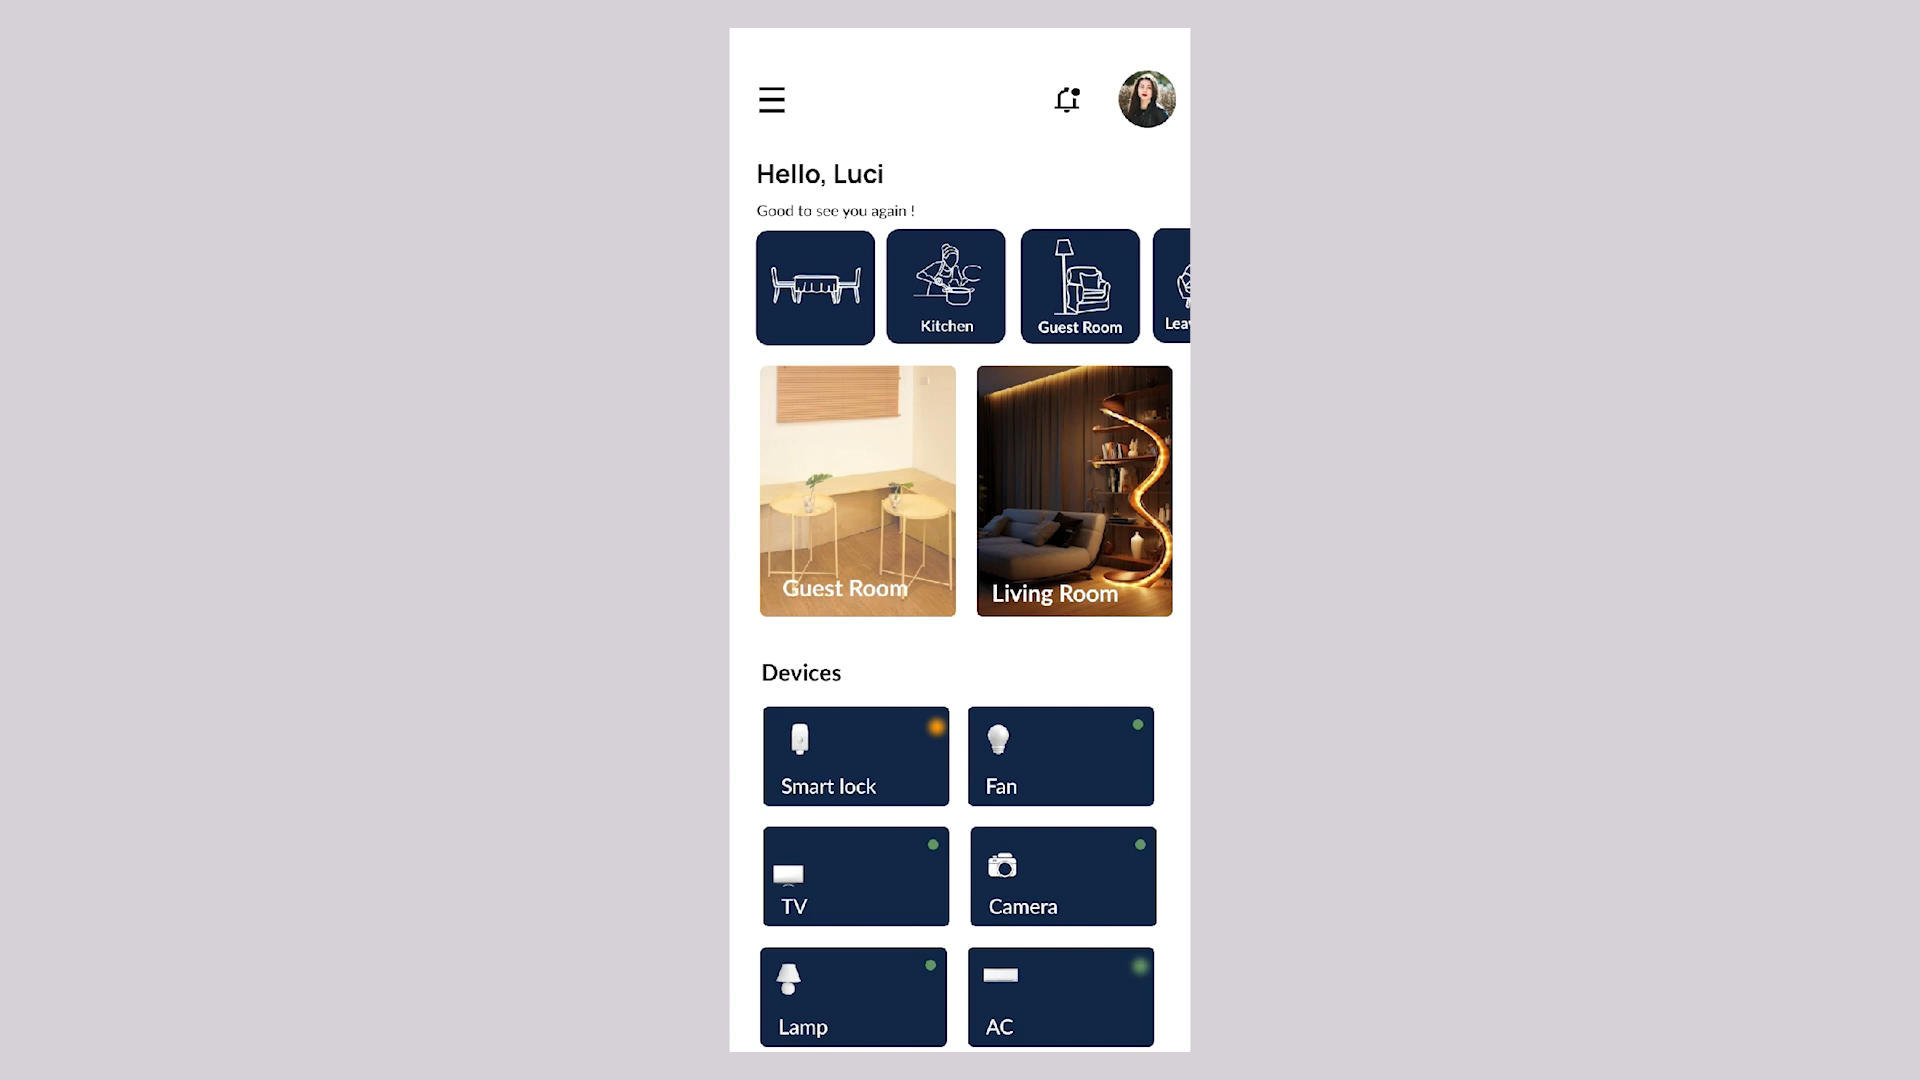 Hello, Luci
Good to see you again !
Kitchen
Guest Room
Guest Room
Living Room
Devices
Smart lock
Fan
TV
Camera
Lamp
AC